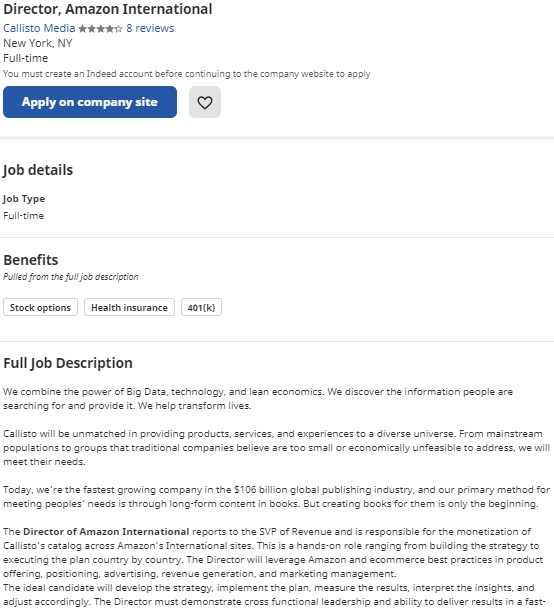 Director, Amazon International
Callisto Media 8 reviews
New York, NY
Full-time
You must create an Indeed account before continuing to the company website to apply
Apply on company site
Job details
Job Type
Full-time
Benefits
Pulled from the full job description
Stock options Health insurance 401(k)
Full Job Description
We combine the power of Big Data, technology, and lean economics. We discover the information people are
searching for and provide it. We help transform lives.
Callisto will be unmatched in providing products, services, and experiences to a diverse universe. From mainstream
populations to groups that traditional companies believe are too small or economically unfeasible to address, we will
meet their needs.
Today, we're the fastest growing company in the $106 billion global publishing industry, and our primary method for
meeting peoples' needs is through long-form content in books. But creating books for them is only the beginning.
The Director of Amazon International reports to the SVP of Revenue and is responsible for the monetization of
Callisto's catalog across Amazon's International sites. This is a hands-on role ranging from building the strategy to
executing the plan country by country. The Director will leverage Amazon and ecommerce best practices in product
offering, positioning, advertising, revenue generation, and marketing management.
The ideal candidate will develop the strategy, implement the plan, measure the results, interpret the insights, and
adjust accordingly. The Director must demonstrate cross functional leadership and ability to deliver results in a fast-